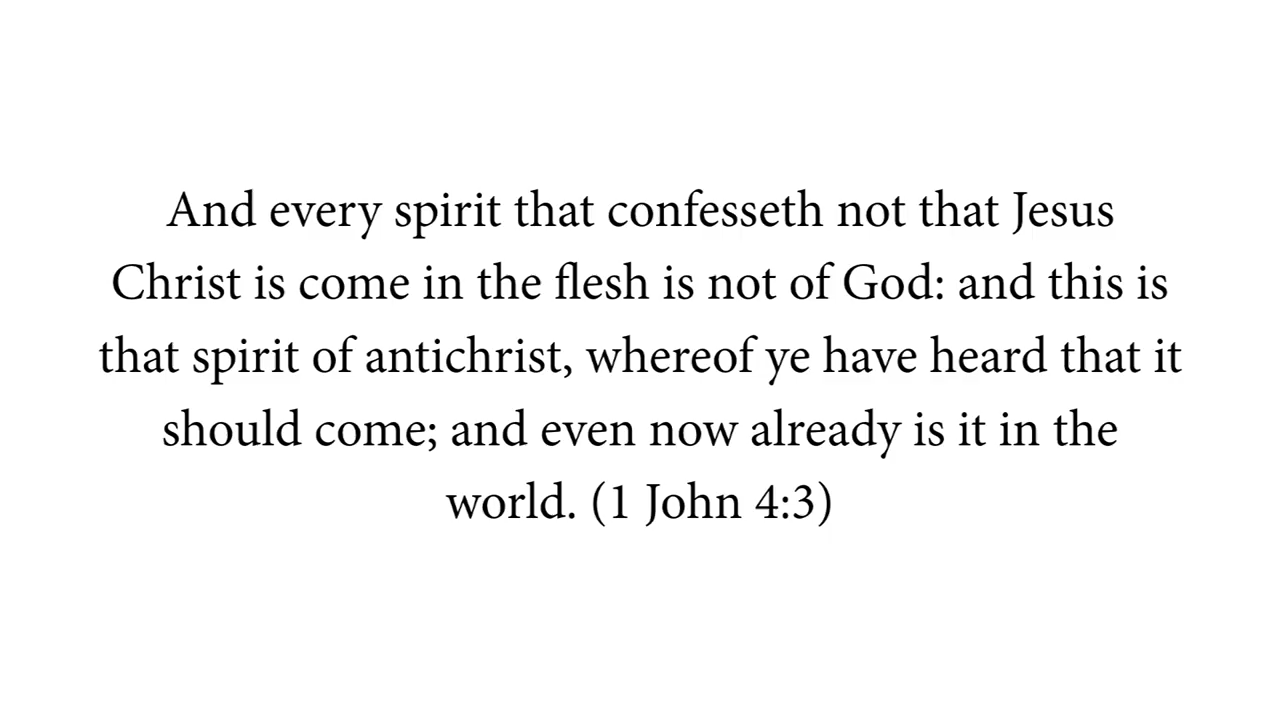 And every spirit that confesseth not that Jesus
Christ is come in the flesh is not of God: and this is
that spirit of antichrist, whereof ye have heard that it
should come; and even now already is it in the
world. (1 John 4:3)